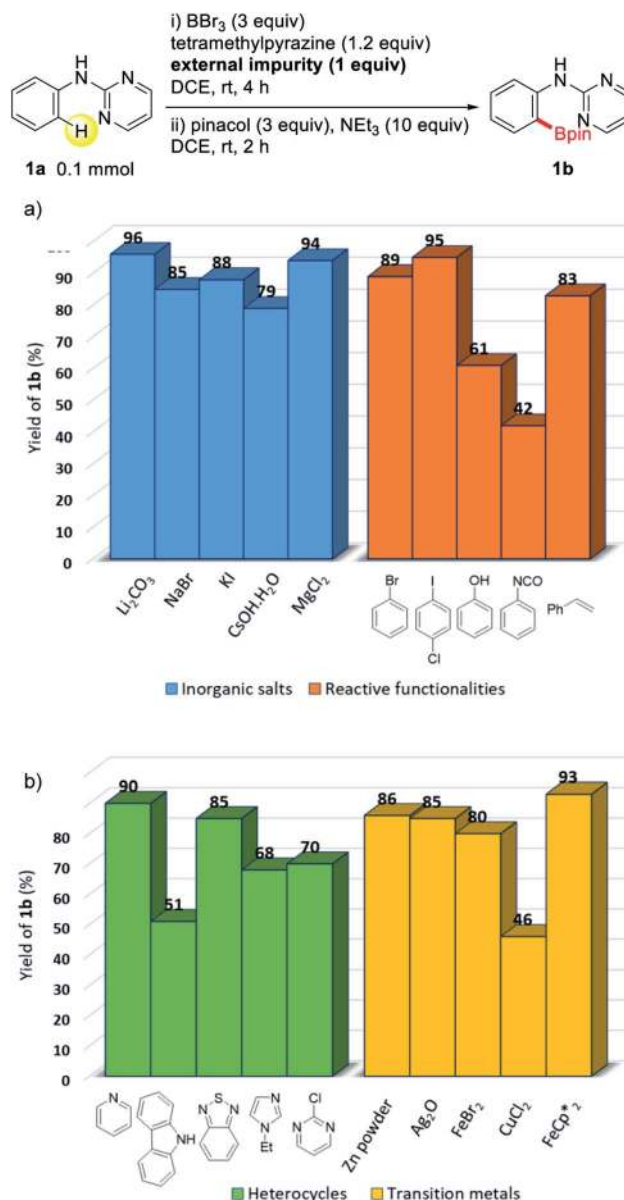 i) BBr₃ (3 equiv)
tetramethylpyrazine (1.2 equiv)
external impurity (1 equiv)
DCE, rt, 4 h
ii) pinacol (3 equiv), NEt₃ (10 equiv)
DCE, rt, 2 h
H
N
N
N
H
1a 0.1 mmol
H
N
N
N
Bpin
1b
a)
Yield of 1b (%)
90
80
70
60
50
40
30
20
10
0
96
85
88
79
94
89
95
61
42
83
Li₂CO₃
NaBr
KI
CsOH.H₂O
MgCl₂
Br
I
Cl
OH
NCO
Ph
Inorganic salts
Reactive functionalities
b)
Yield of 1b (%)
80
70
60
50
40
30
20
10
0
90
51
85
68
70
86
85
80
46
93
N
NH
S
N
N
N
N
Et
Cl
N
N
Zn powder
Ag₂O
FeBr₂
CuCl₂
FeCp*₂
Heterocycles
Transition metals